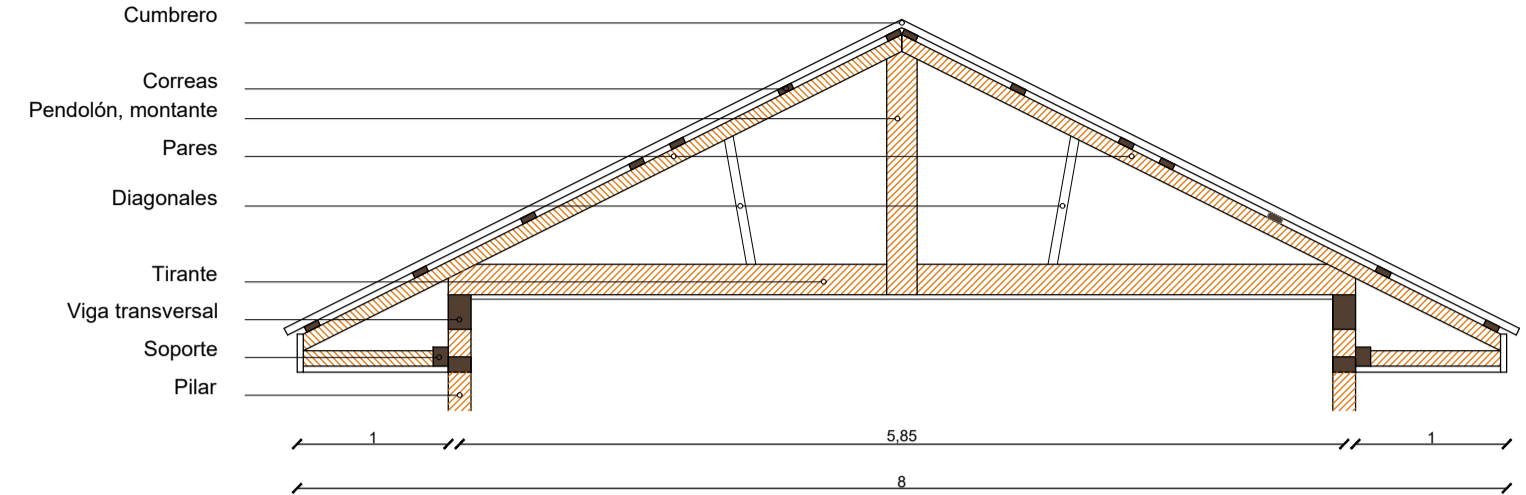 Cumbrero
Correas
Pendolón, montante
Pares
Diagonales
Tirante
Viga transversal
Soporte
Pilar
1
5,85
1
8